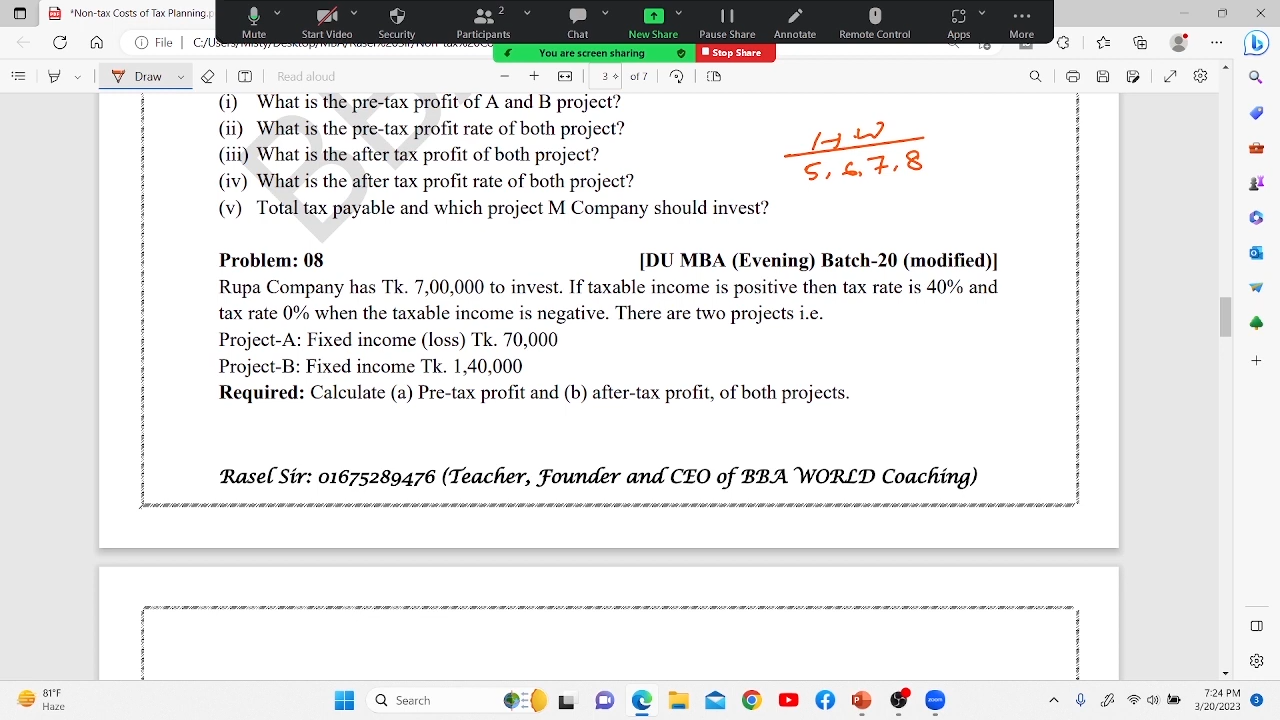 *Non-tax Costs of Tax Planning.p
Mute
Start Video
Security
2
Participants
Chat
New Share
Pause Share
Annotate
Remote Control
Apps
More
You are screen sharing
Stop Share
File
Draw
Read aloud
3
of 7
(i) What is the pre-tax profit of A and B project?
(ii) What is the pre-tax profit rate of both project?
(iii) What is the after tax profit of both project?
(iv) What is the after tax profit rate of both project?
(v) Total tax payable and which project M Company should invest?
H W
5, 6, 7, 8
Problem: 08 [DU MBA (Evening) Batch-20 (modified)]
Rupa Company has Tk. 7,00,000 to invest. If taxable income is positive then tax rate is 40% and
tax rate 0% when the taxable income is negative. There are two projects i.e.
Project-A: Fixed income (loss) Tk. 70,000
Project-B: Fixed income Tk. 1,40,000
Required: Calculate (a) Pre-tax profit and (b) after-tax profit, of both projects.
Rasel Sir: 01675289476 (Teacher, Founder and CEO of BBA WORLD Coaching)
81°F
Haze
Search
zoom
7:24 PM
3/20/2023
3